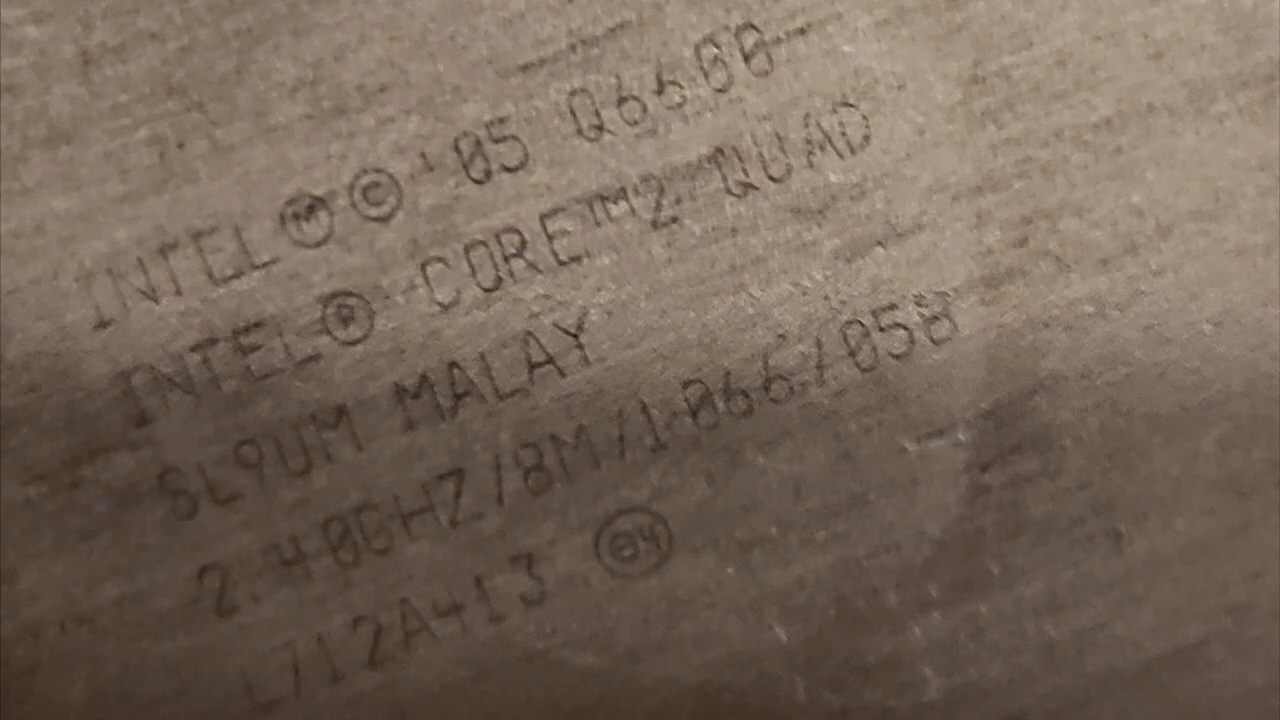 INTEL Ⓜ © '05 Q6600
INTEL® CORE™2 QUAD
SL9UM MALAY
2.40GHZ/8M/1066/05B
L712A413 ⓔ4